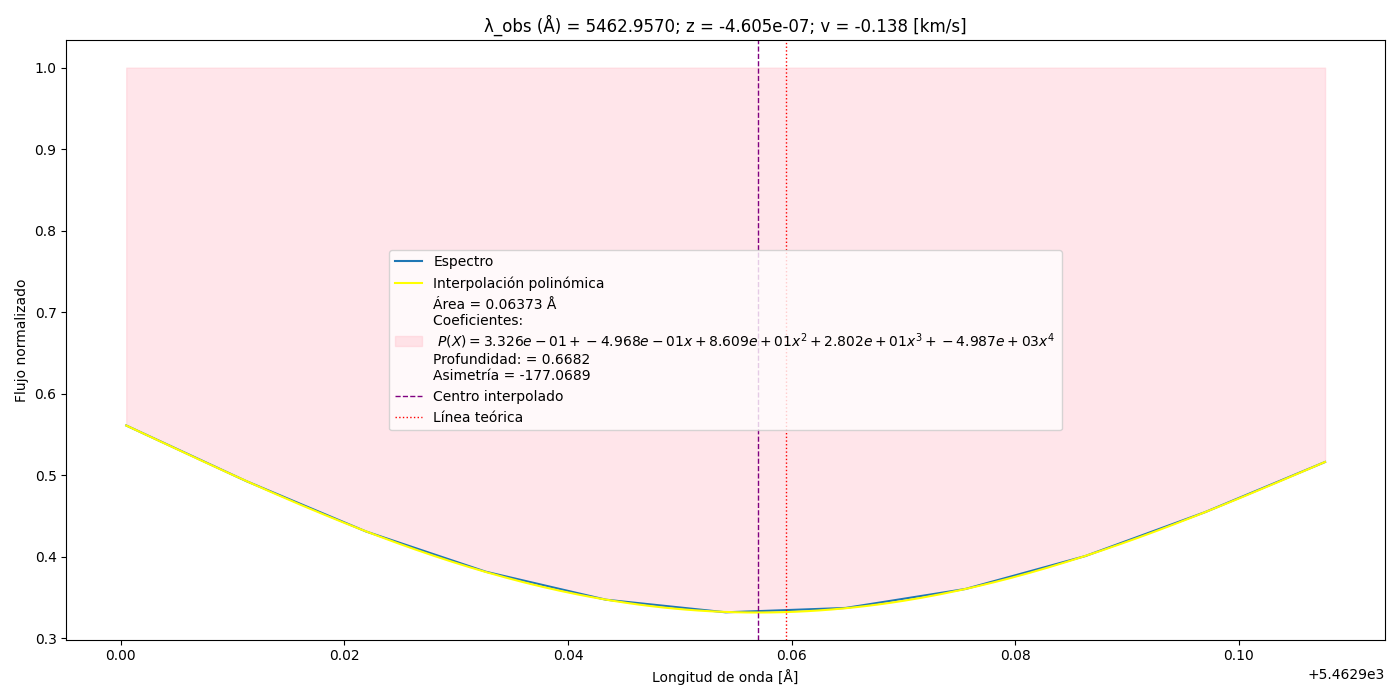 λ_obs (Å) = 5462.9570; z = -4.605e-07; v = -0.138 [km/s]
Flujo normalizado
1.0
0.9
0.8
0.7
0.6
0.5
0.4
0.3
Espectro
Interpolación polinómica
Área = 0.06373 Å
Coeficientes:
P(X) = 3.326e − 01 + −4.968e − 01x + 8.609e + 01x² + 2.802e + 01x³ + −4.987e + 03x⁴
Profundidad: = 0.6682
Asimetría = -177.0689
Centro interpolado
Línea teórica
0.00 0.02 0.04 0.06 0.08 0.10
+5.4629e3
Longitud de onda [Å]